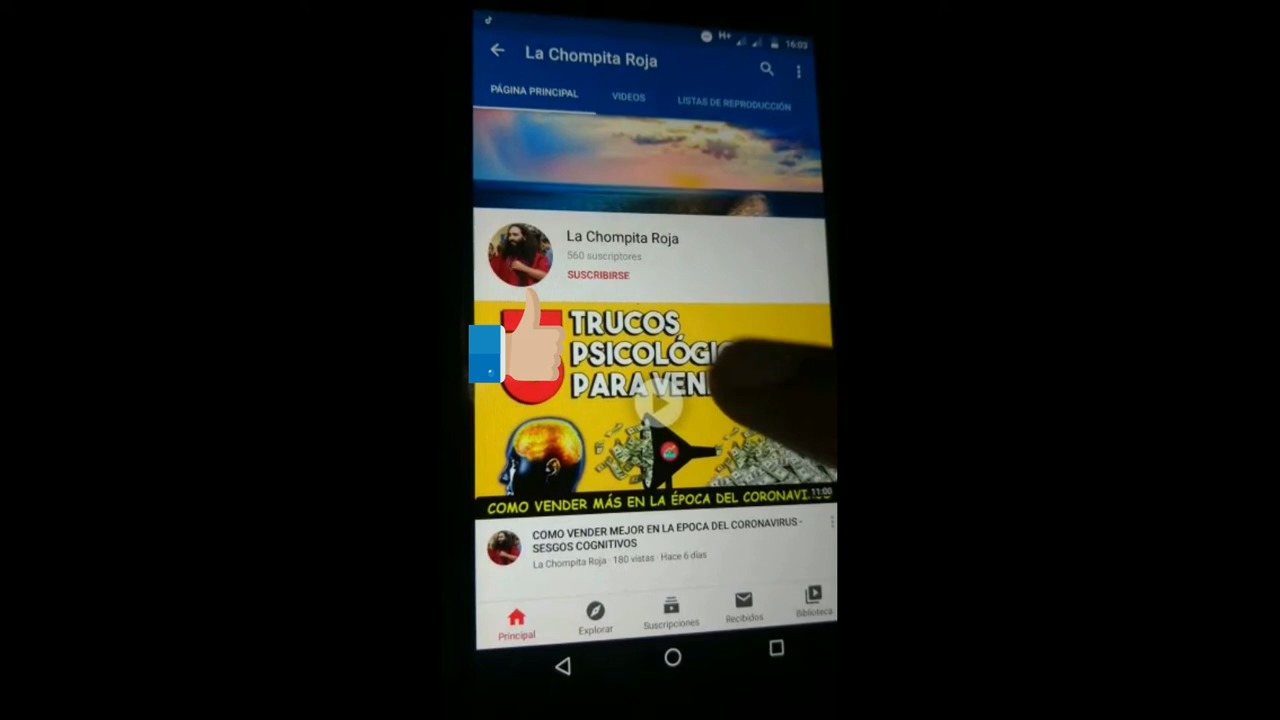 H+ 16:03
La Chompita Roja
PÁGINA PRINCIPAL VIDEOS LISTAS DE REPRODUCCIÓN
La Chompita Roja
560 suscriptores
SUSCRIBIRSE
TRUCOS
PSICOLÓGIC
PARA VEN
COMO VENDER MÁS EN LA ÉPOCA DEL CORONAVI
11:00
COMO VENDER MEJOR EN LA EPOCA DEL CORONAVIRUS -
SESGOS COGNITIVOS
La Chompita Roja · 180 vistas · Hace 6 días
Principal Explorar Suscripciones Recibidos Biblioteca